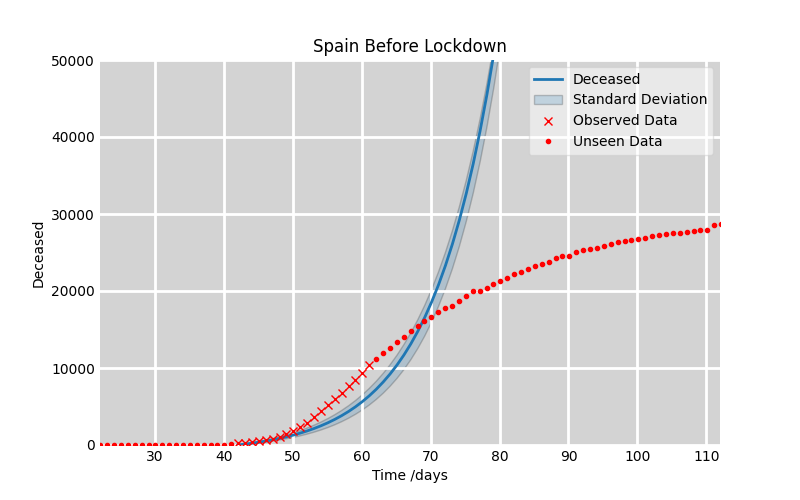 Spain Before Lockdown
50000
40000
30000
20000
10000
0
Deceased
30 40 50 60 70 80 90 100 110
Time /days
Deceased
Standard Deviation
Observed Data
Unseen Data